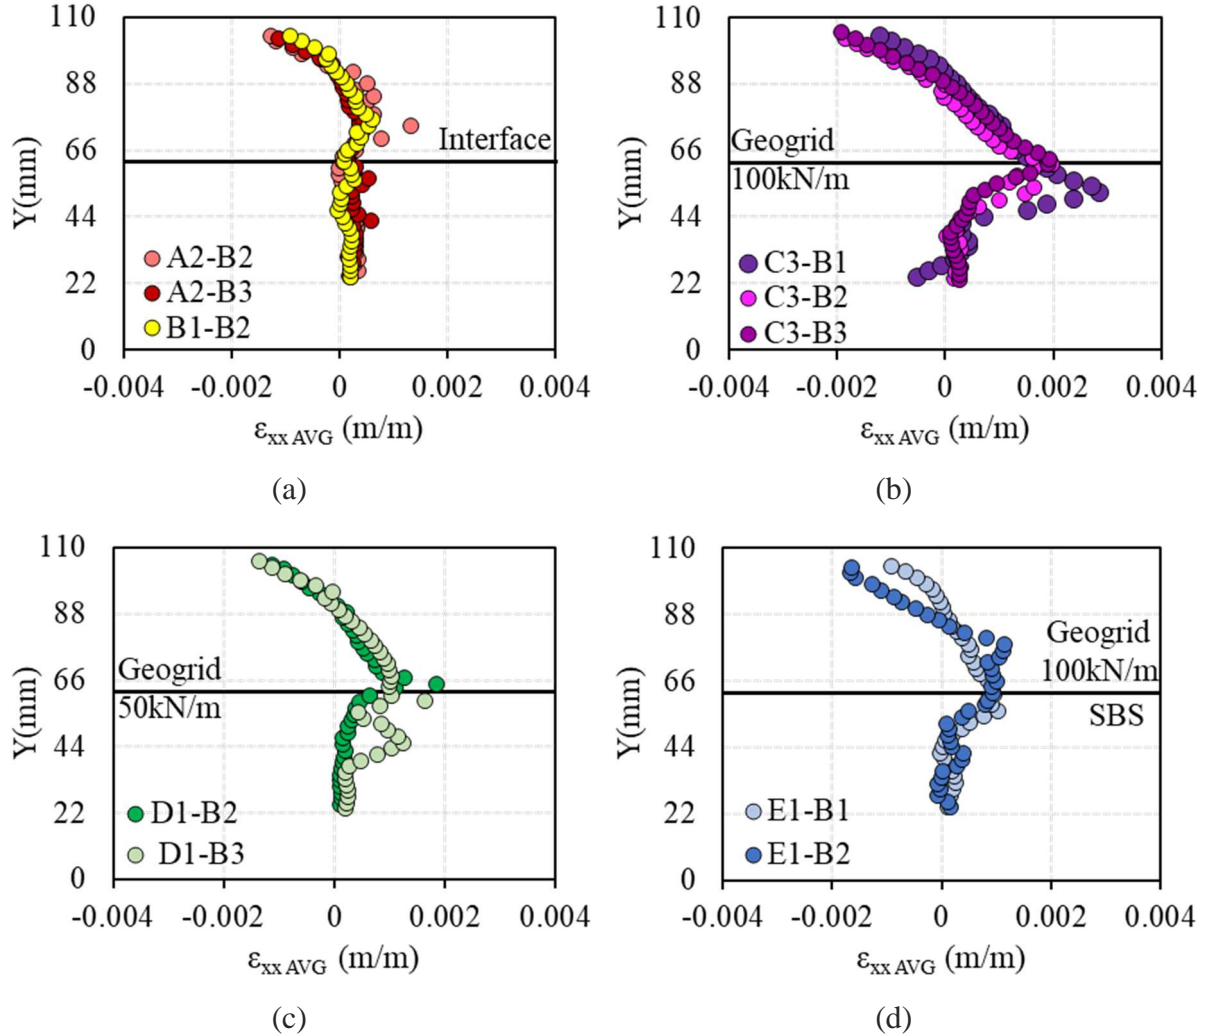 (a)
110
88
66
44
22
0
Y(mm)
Interface
A2-B2
A2-B3
B1-B2
-0.004 -0.002 0 0.002 0.004
εxx AVG (m/m)
(b)
110
88
66
44
22
0
Y(mm)
Geogrid
100kN/m
C3-B1
C3-B2
C3-B3
-0.004 -0.002 0 0.002 0.004
εxx AVG (m/m)
(a)
(b)
110
88
66
44
22
0
Y(mm)
Geogrid
50kN/m
D1-B2
D1-B3
-0.004 -0.002 0 0.002 0.004
εxx AVG (m/m)
(c)
110
88
66
44
22
0
Y(mm)
Geogrid
100kN/m
SBS
E1-B1
E1-B2
-0.004 -0.002 0 0.002 0.004
εxx AVG (m/m)
(d)